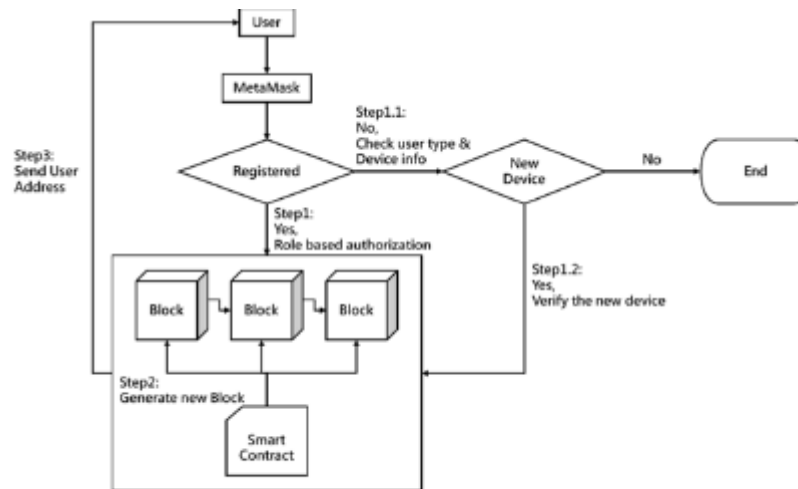 User
MetaMask
Step1.1:
No,
Check user type &
Device info
Step3:
Send User
Address
Registered
New
Device
No
End
Step1:
Yes,
Role based authorization
Step1.2:
Yes,
Verify the new device
Block
Block
Block
Step2:
Generate new Block
Smart
Contract